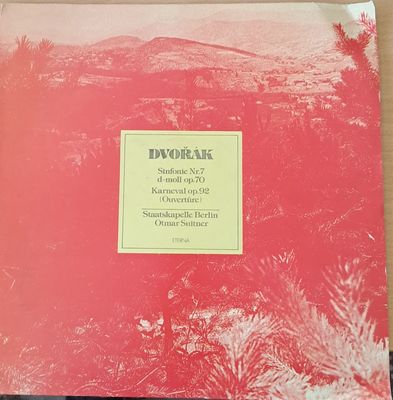 DVOŘÁK
Sinfonie Nr.7
d-moll op.70
Karneval op.92
(Ouvertüre)
Staatskapelle Berlin
Otmar Suitner
ETERNA